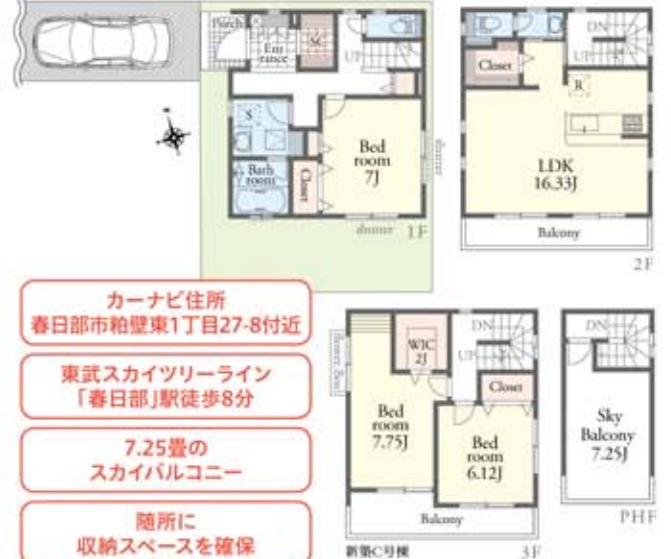 Porch
Ent
rance
SC
UP
S
Bath
room
Closet
Bed
room
7J
shutter
shutter
1F
Closet
DN
UP
R
LDK
16.33J
Balcony
2F
カーナビ住所
春日部市粕壁東1丁目27-8付近
東武スカイツリーライン
「春日部」駅徒歩8分
7.25畳の
スカイバルコニー
随所に
収納スペースを確保
WIC
2J
DN
UP
Closet
Bed
room
7.75J
Bed
room
6.12J
Balcony
新築C号棟
3F
DN
Sky
Balcony
7.25J
PHF